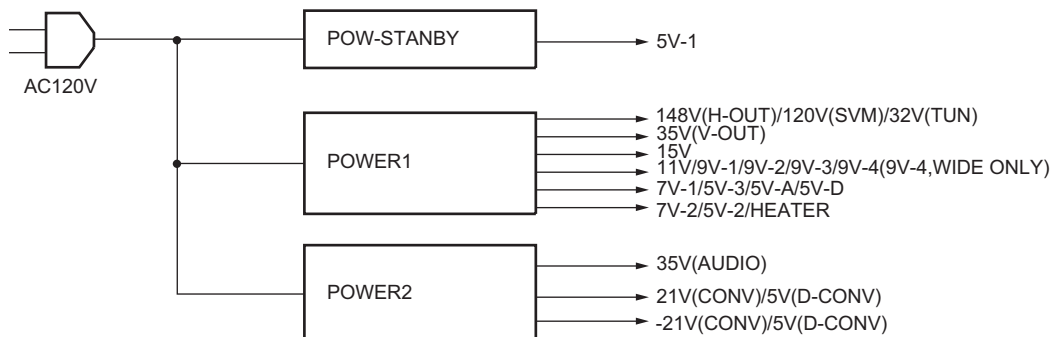 POW-STANBY
5V-1
AC120V
POWER1
148V(H-OUT)/120V(SVM)/32V(TUN)
35V(V-OUT)
15V
11V/9V-1/9V-2/9V-3/9V-4(9V-4,WIDE ONLY)
7V-1/5V-3/5V-A/5V-D
7V-2/5V-2/HEATER
POWER2
35V(AUDIO)
21V(CONV)/5V(D-CONV)
-21V(CONV)/5V(D-CONV)